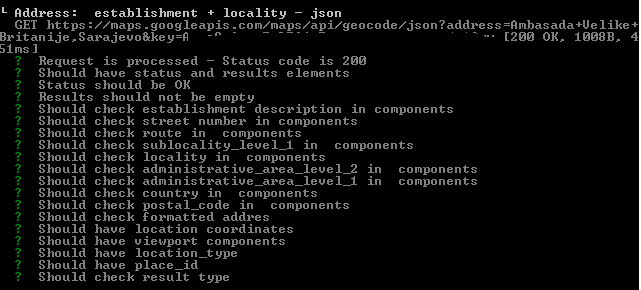 └ Address:  establishment + locality - json
GET https://maps.googleapis.com/maps/api/geocode/json?address=Ambasada+Velike+
Britanije,Sarajevo&key=A [200 OK, 1008B, 4
51ms]
?  Request is processed - Status code is 200
?  Should have status and results elements
?  Status should be OK
?  Results should not be empty
?  Should check establishment description in components
?  Should check street number in components
?  Should check route in  components
?  Should check sublocality_level_1 in  components
?  Should check locality in  components
?  Should check administrative_area_level_2 in  components
?  Should check administrative_area_level_1 in  components
?  Should check country in  components
?  Should check postal_code in  components
?  Should check formatted addres
?  Should have location coordinates
?  Should have viewport components
?  Should have location_type
?  Should have place_id
?  Should check result type